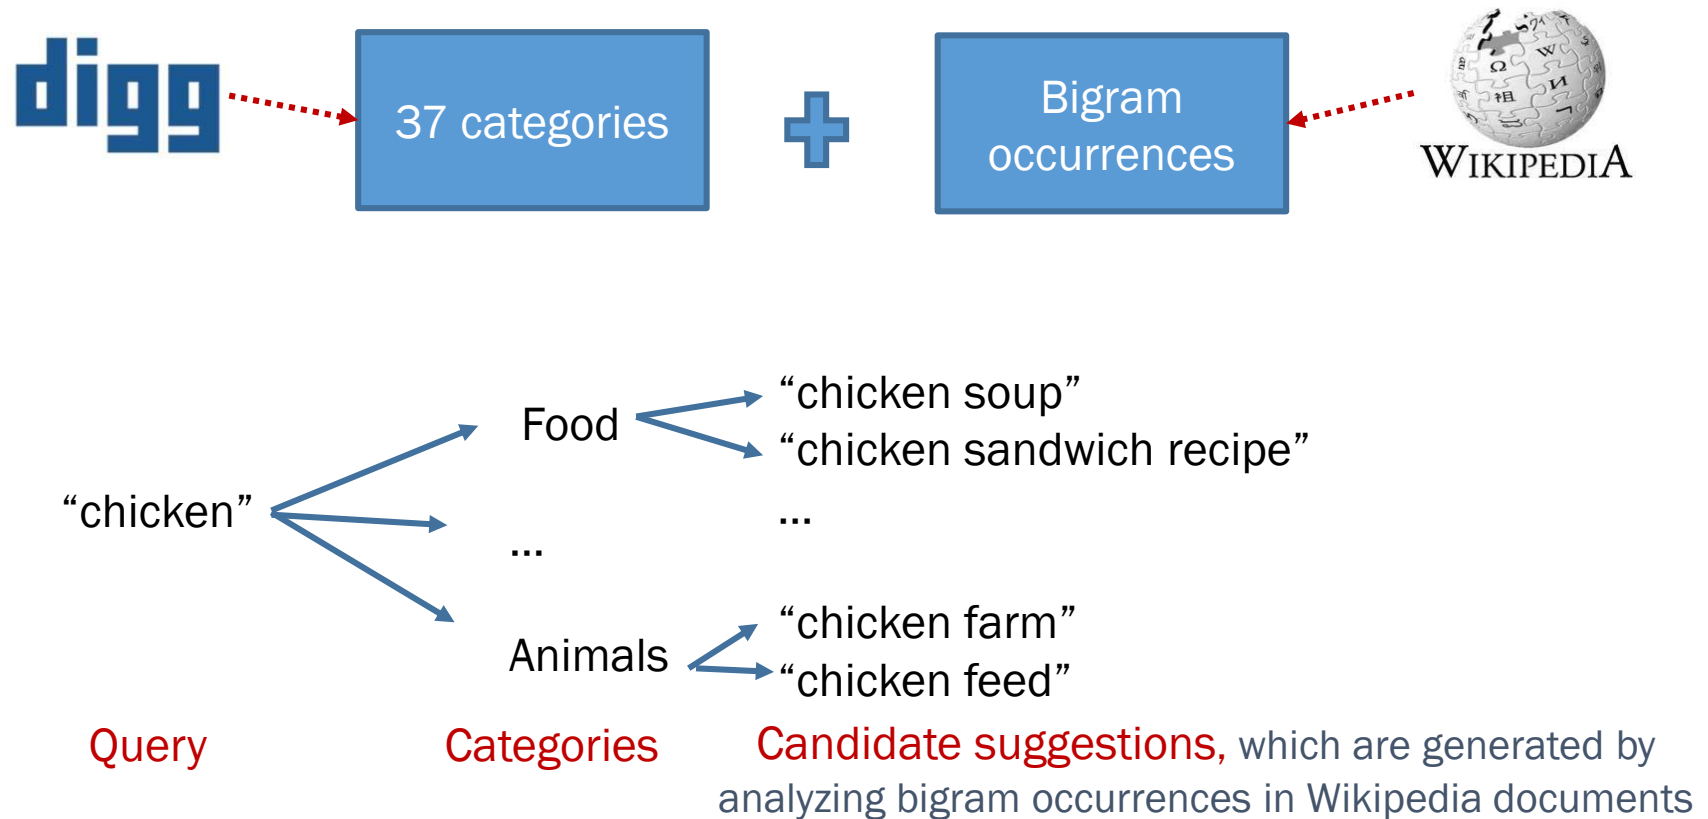 digg
37 categories
Bigram
occurrences
WIKIPEDIA
“chicken”
Food
...
Animals
“chicken soup”
“chicken sandwich recipe”
...
“chicken farm”
“chicken feed”
Query
Categories
Candidate suggestions, which are generated by
analyzing bigram occurrences in Wikipedia documents